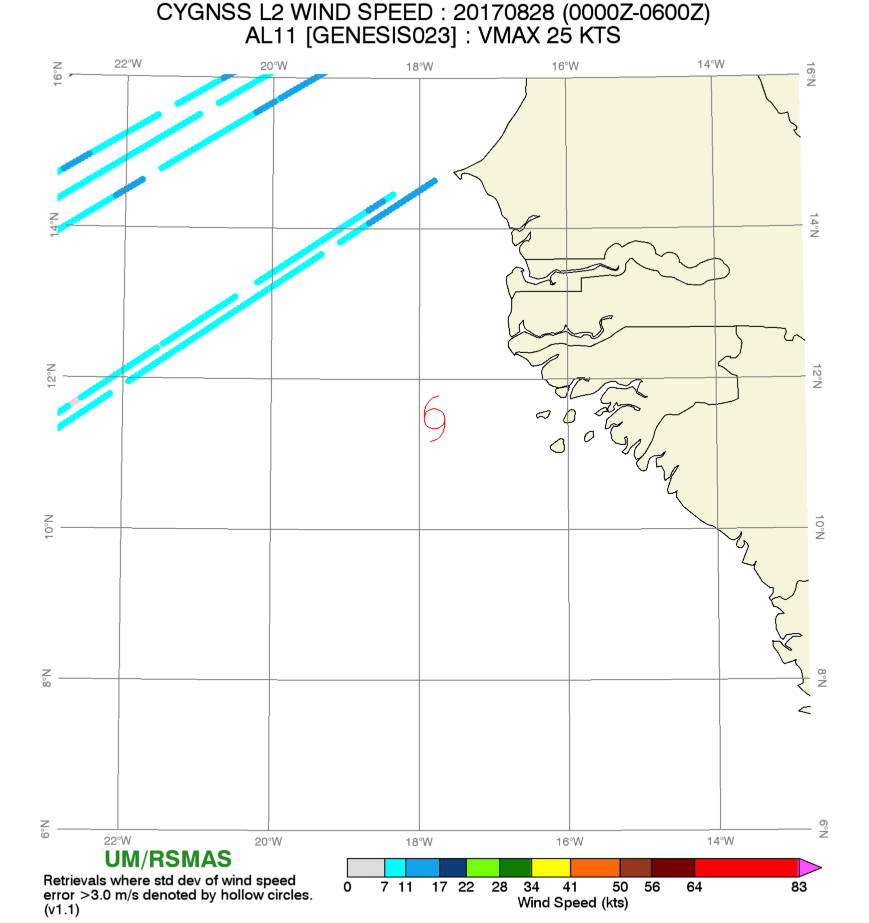 CYGNSS L2 WIND SPEED : 20170828 (0000Z-0600Z)
AL11 [GENESIS023] : VMAX 25 KTS
22°W 20°W 18°W 16°W 14°W
16°N 16°N
14°N 14°N
12°N 12°N
10°N 10°N
8°N 8°N
6°N 6°N
22°W 20°W 18°W 16°W 14°W
UM/RSMAS
Retrievals where std dev of wind speed
error >3.0 m/s denoted by hollow circles.
(v1.1)
0 7 11 17 22 28 34 41 50 56 64 83
Wind Speed (kts)